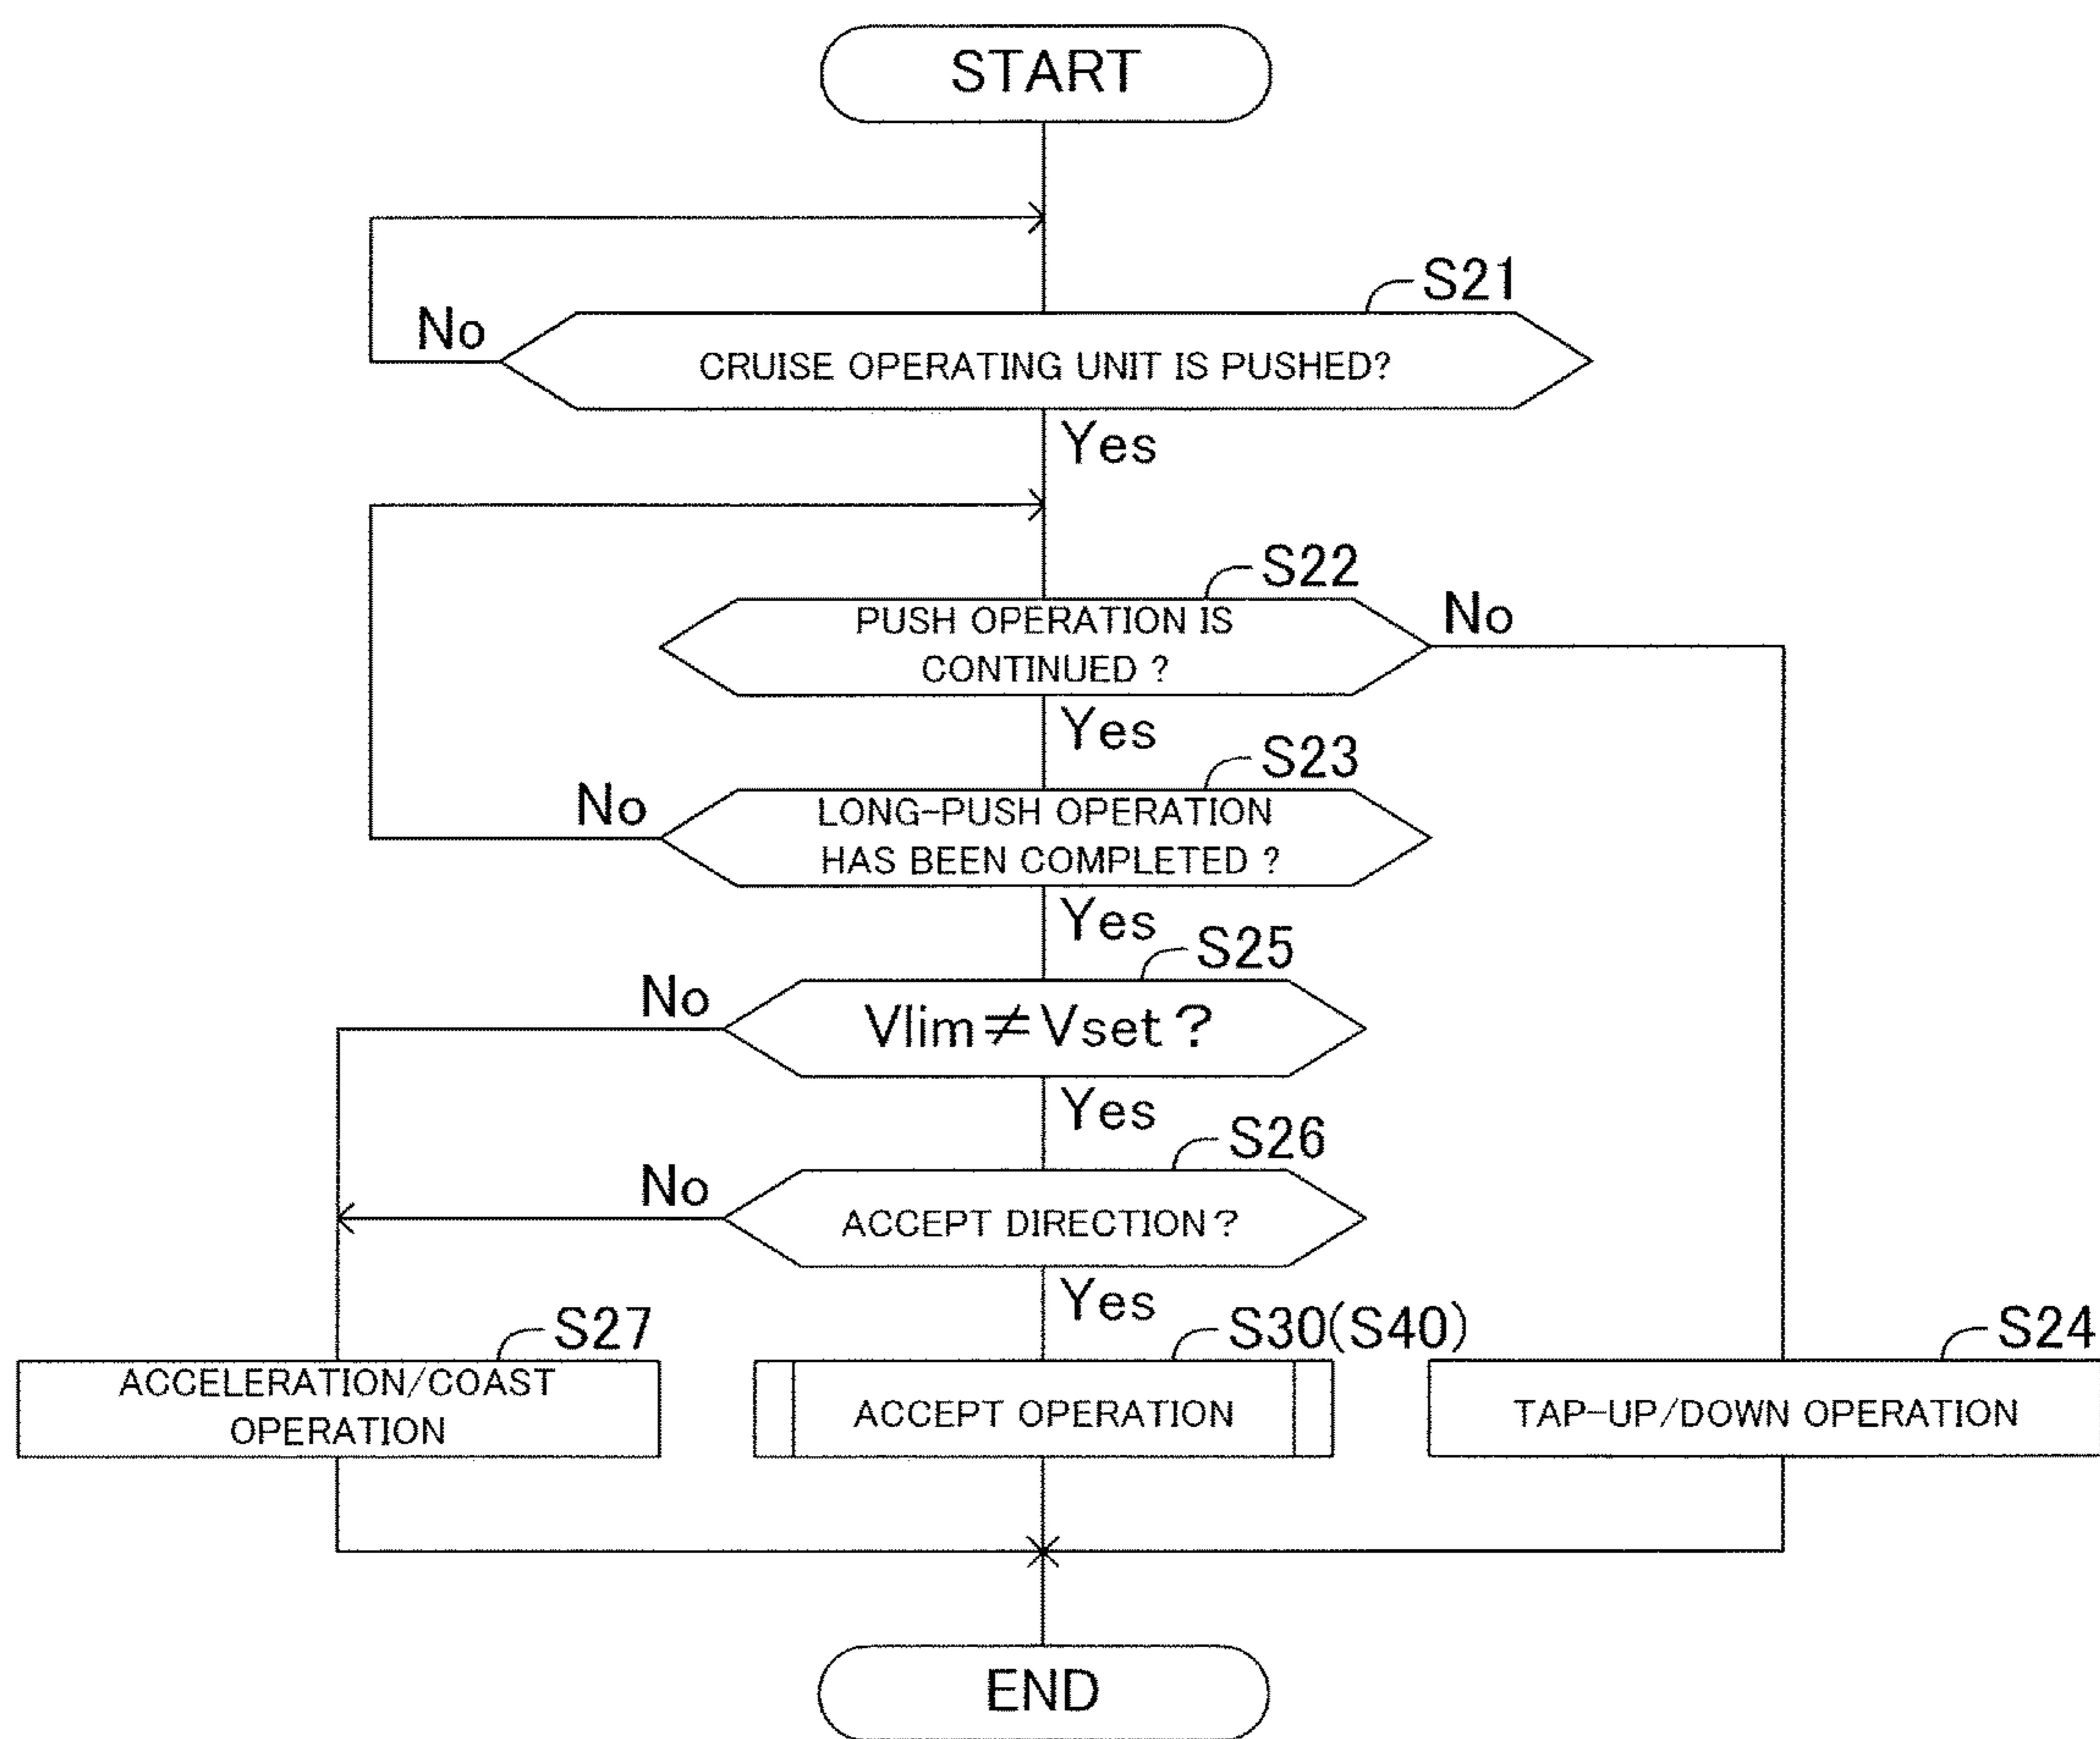 START
S21
No
CRUISE OPERATING UNIT IS PUSHED?
Yes
S22
PUSH OPERATION IS
CONTINUED ?
No
Yes
S23
No
LONG-PUSH OPERATION
HAS BEEN COMPLETED ?
Yes
S25
No
Vlim≠Vset?
Yes
S26
No
ACCEPT DIRECTION?
Yes
S27
S30(S40)
S24
ACCELERATION/COAST
OPERATION
ACCEPT OPERATION
TAP-UP/DOWN OPERATION
END